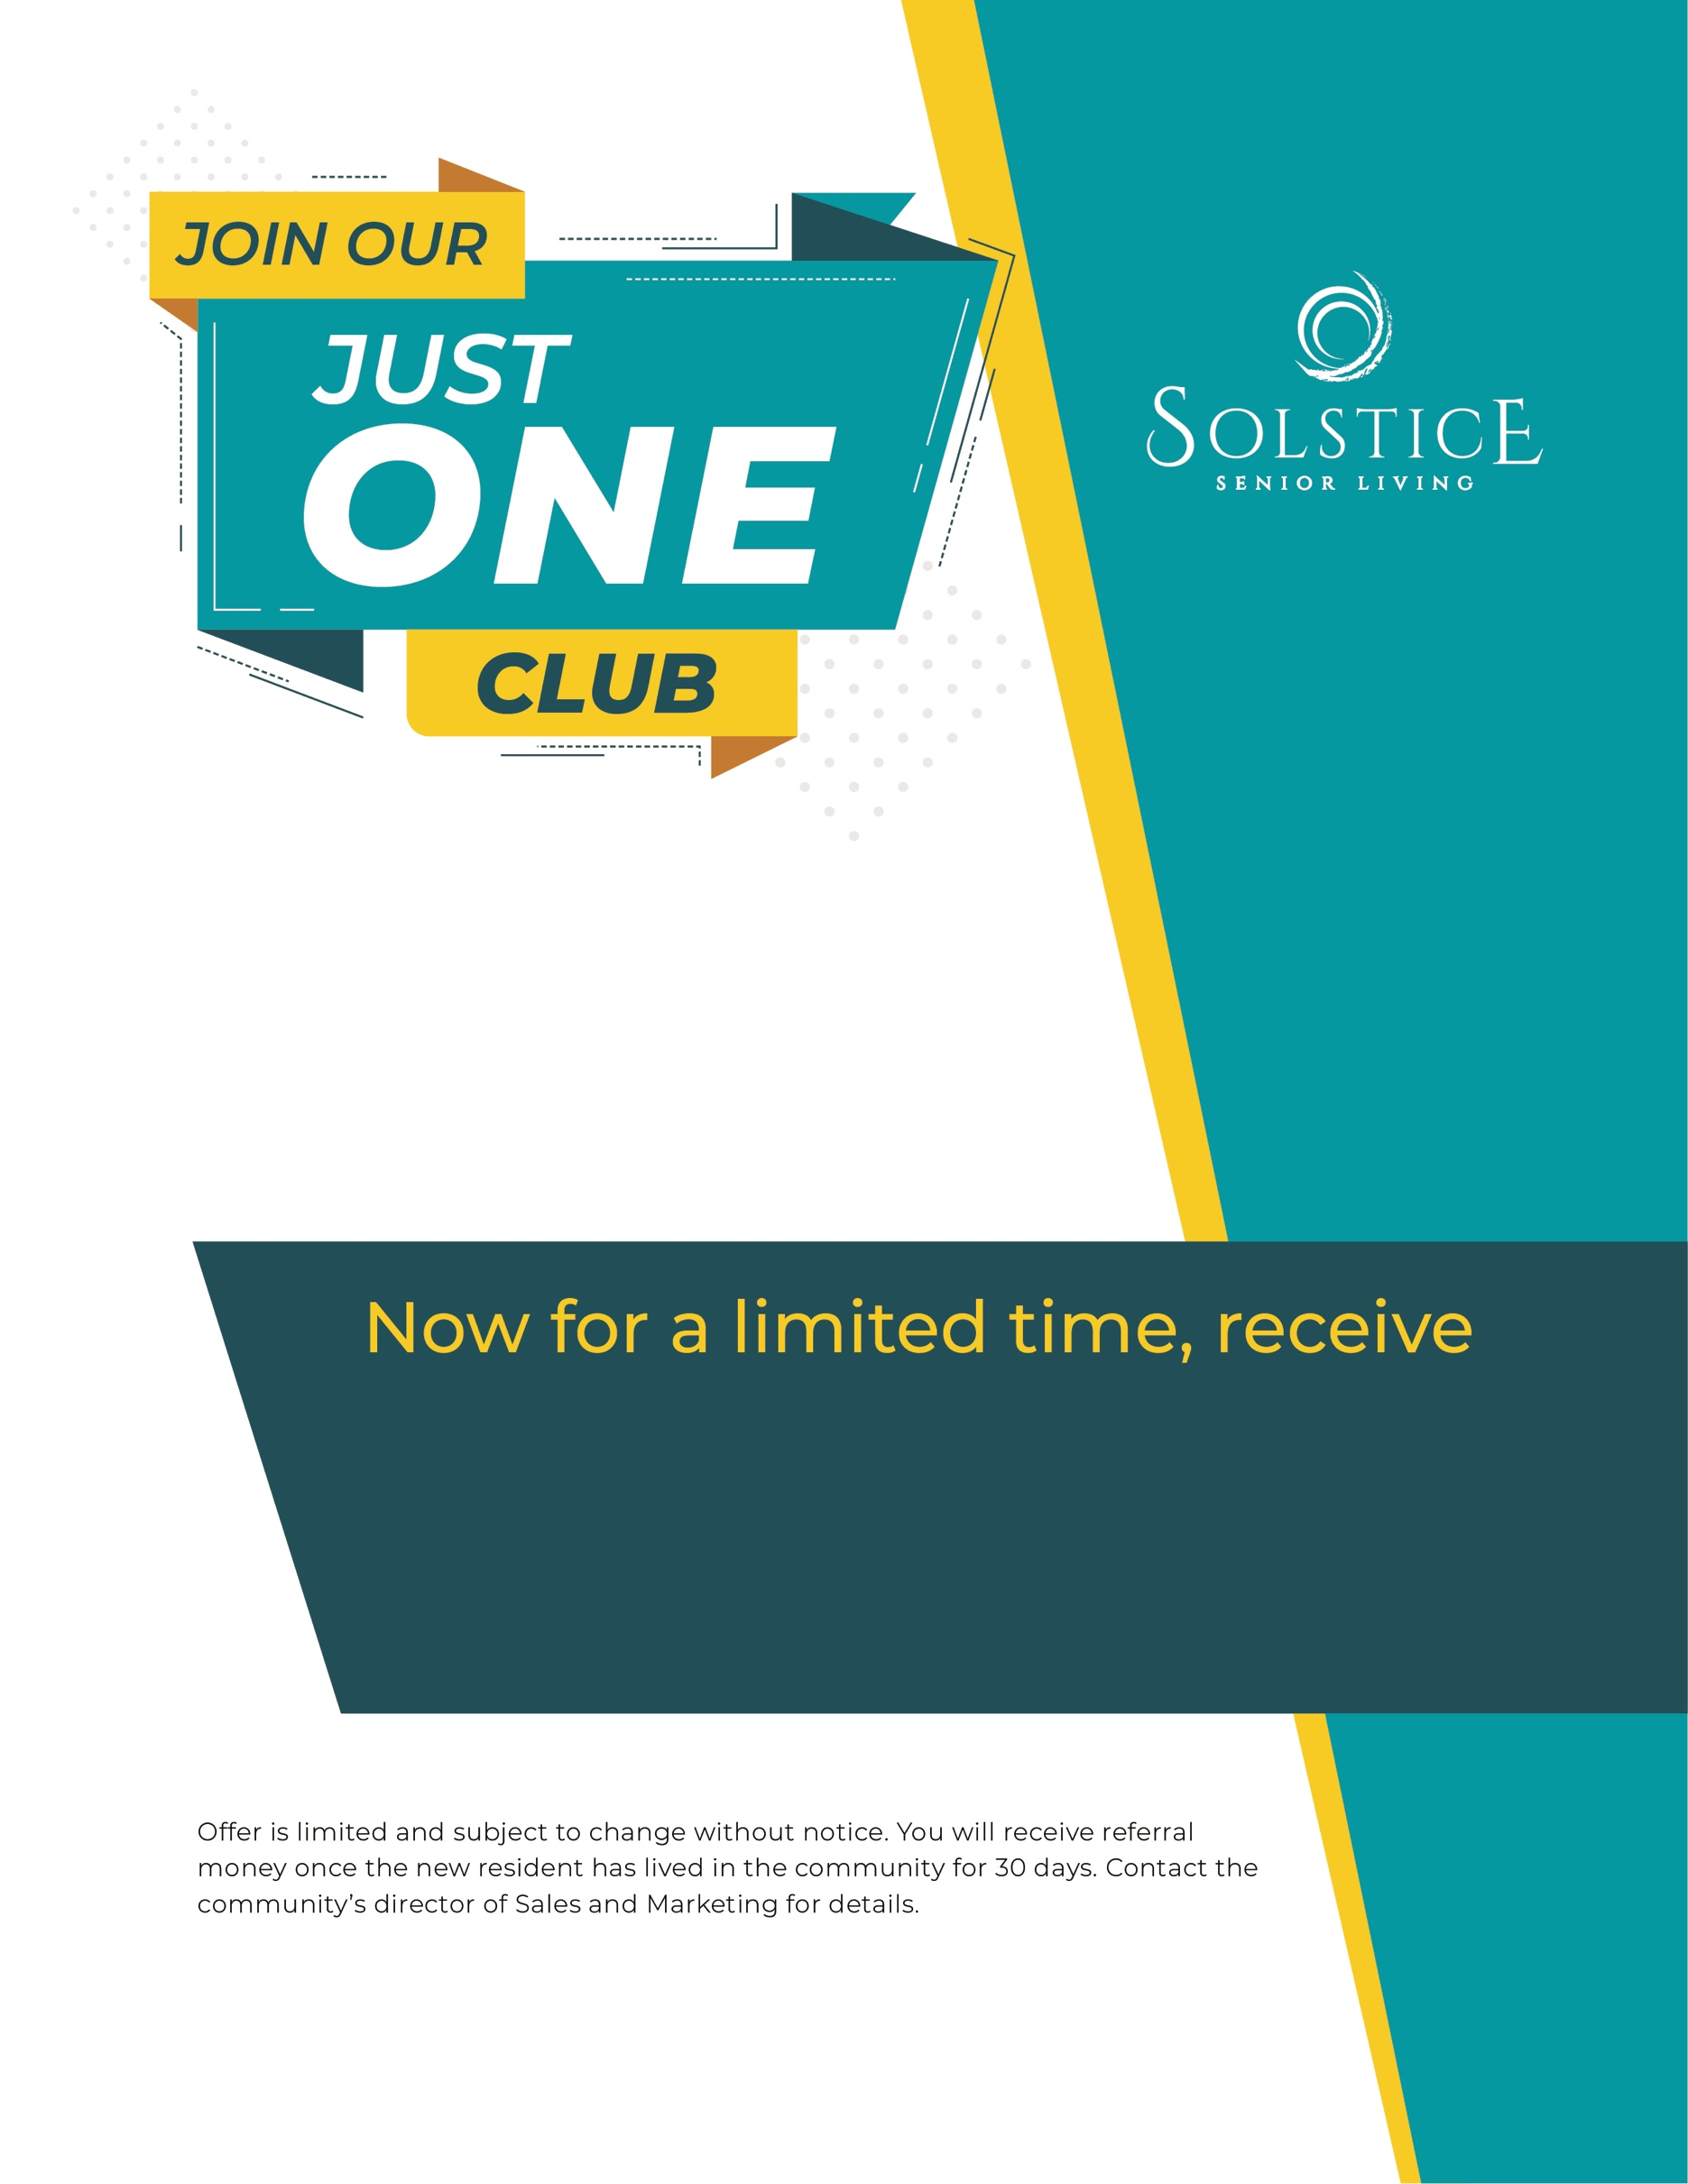 JOIN OUR
JUST
ONE
CLUB
SOLSTICE
SENIOR LIVING
Now for a limited time, receive
Offer is limited and subject to change without notice. You will receive referral
money once the new resident has lived in the community for 30 days. Contact the
community’s director of Sales and Marketing for details.